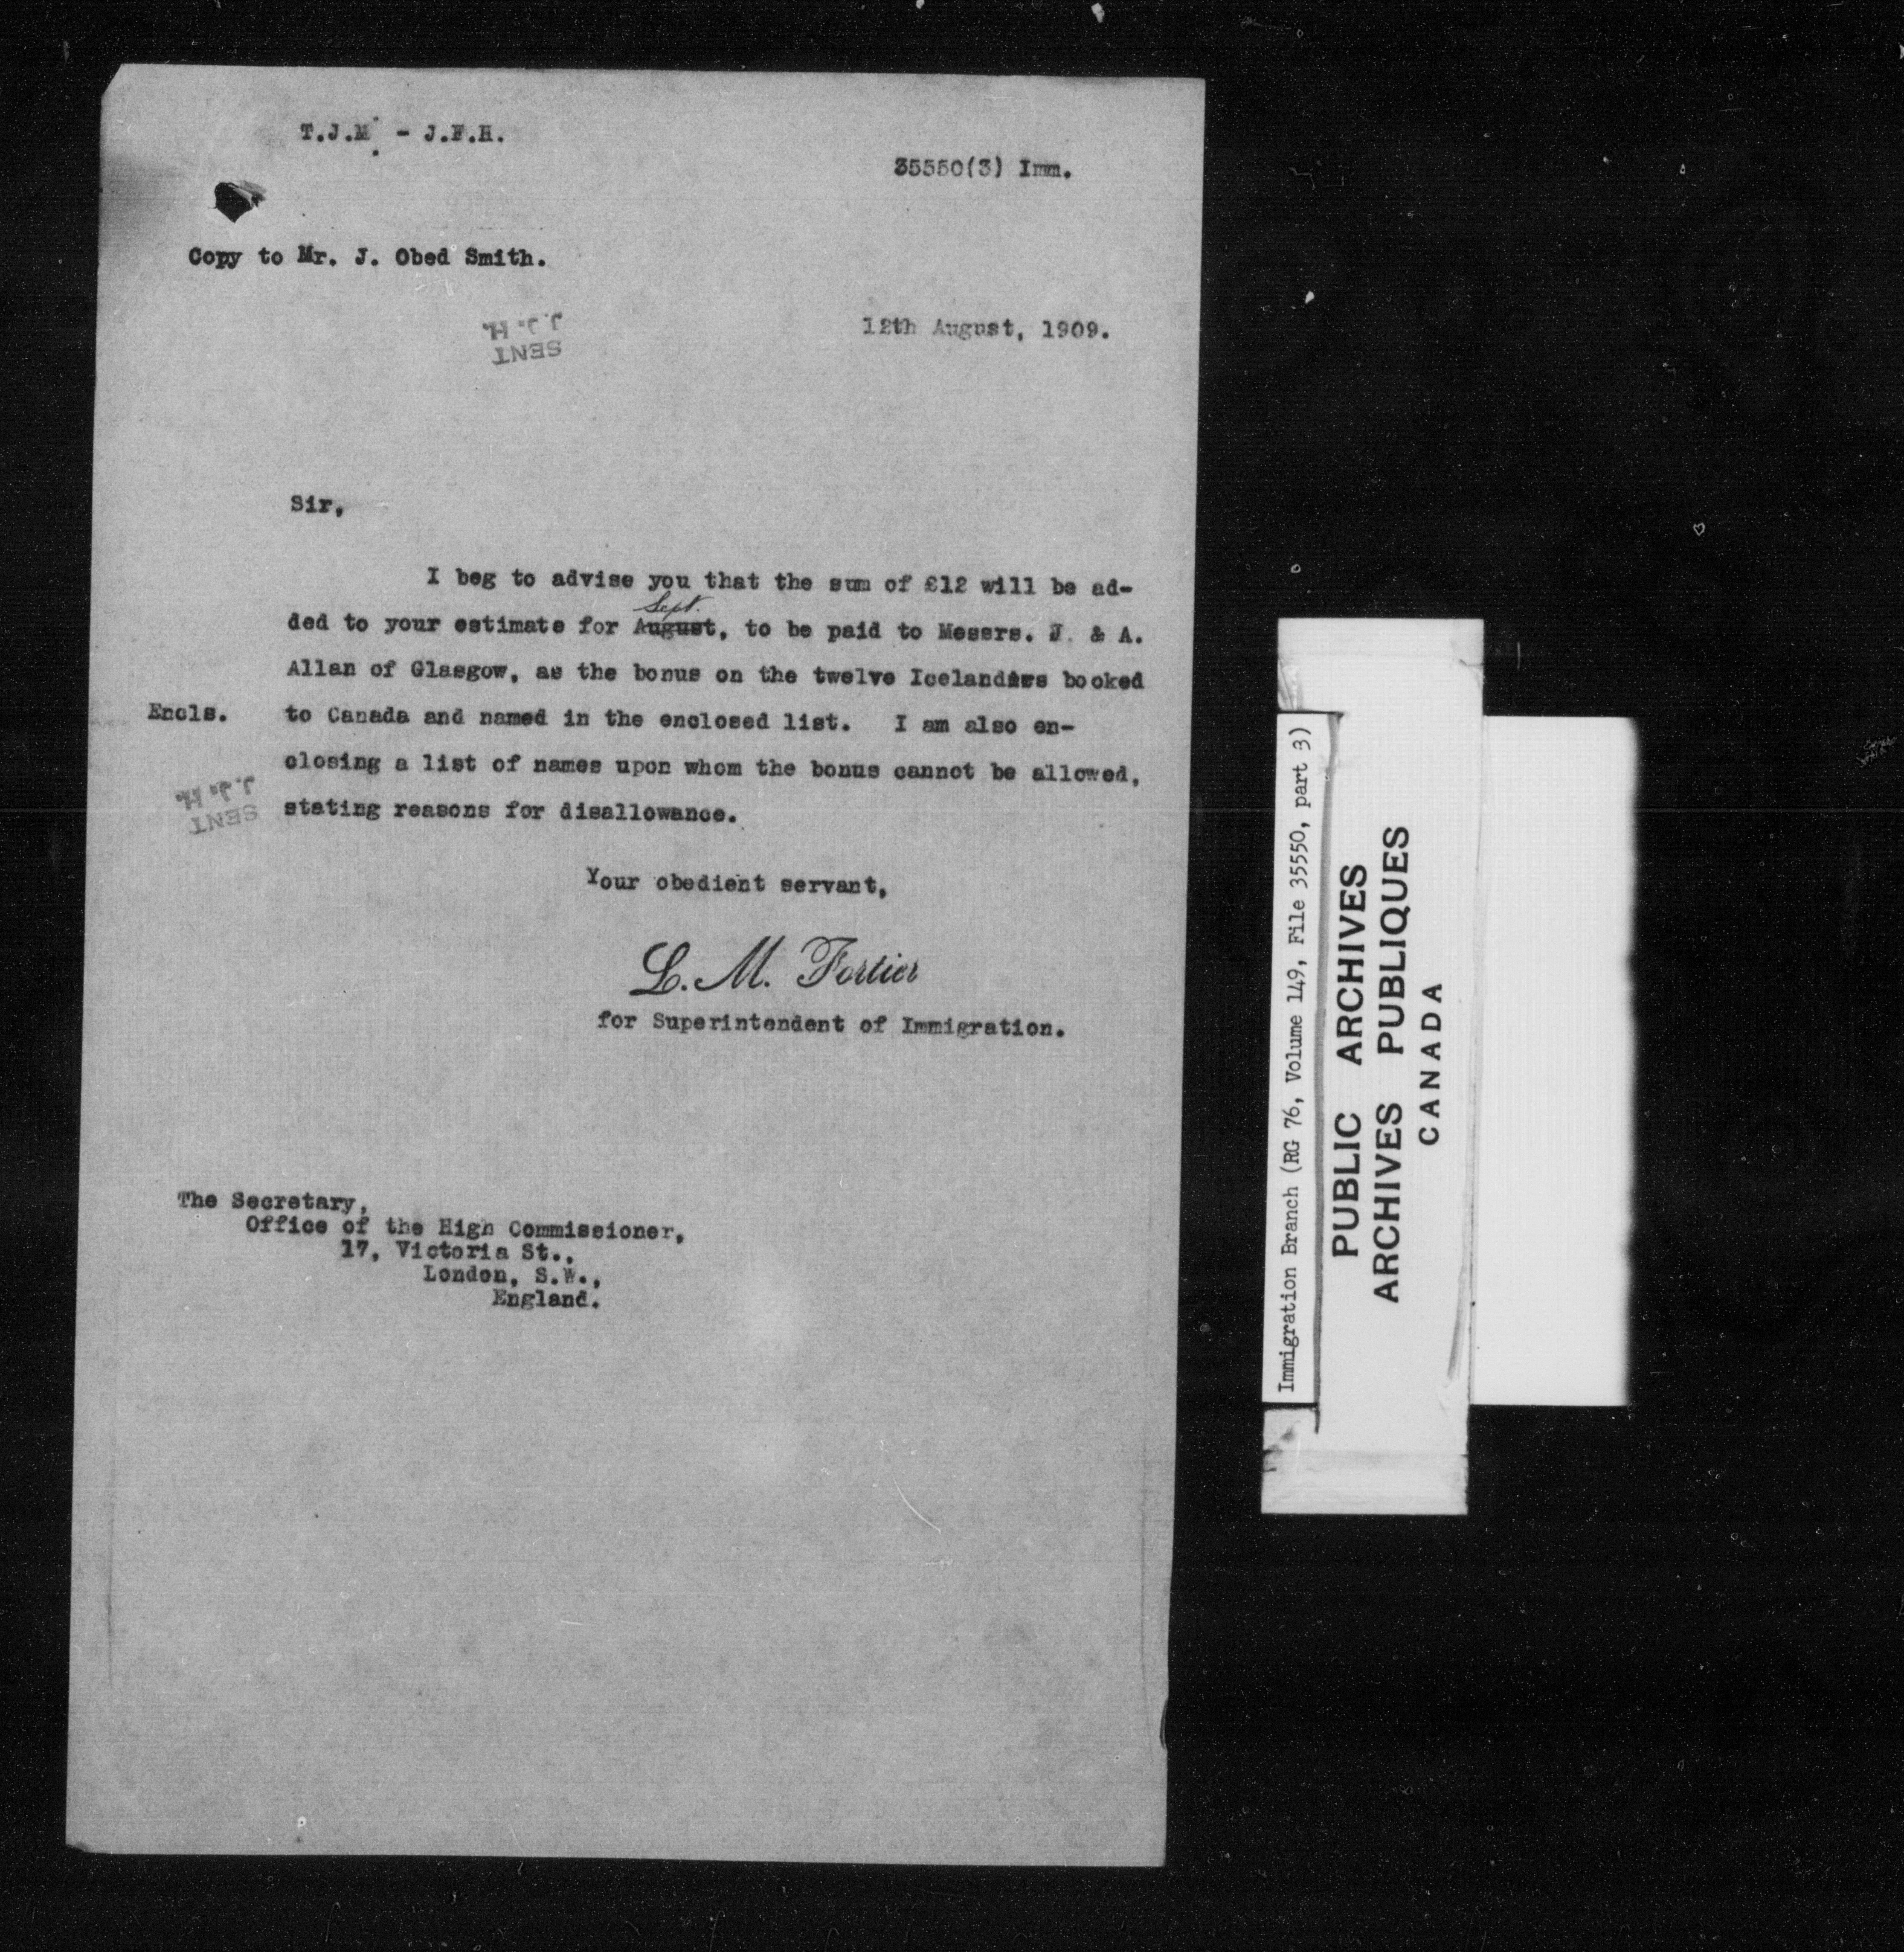 T.J.M. - J.F.H.
35550(3) Imm.
Copy to Mr. J. Obed Smith.
SENT
J.J.H.
12th August, 1909.
Sir,
I beg to advise you that the sum of £12 will be ad-
Sept.
ded to your estimate for August, to be paid to Messrs. J. & A.
Allan of Glasgow, as the bonus on the twelve Icelanders booked
Encls. to Canada and named in the enclosed list. I am also en-
closing a list of names upon whom the bonus cannot be allowed,
SENT
J.J.H.
stating reasons for disallowance.
Your obedient servant,
L. M. Fortier
for Superintendent of Immigration.
The Secretary,
Office of the High Commissioner,
17, Victoria St.,
London, S.W.,
England.
Immigration Branch (RG 76, Volume 149, File 35550, part 3)
PUBLIC ARCHIVES
ARCHIVES PUBLIQUES
CANADA